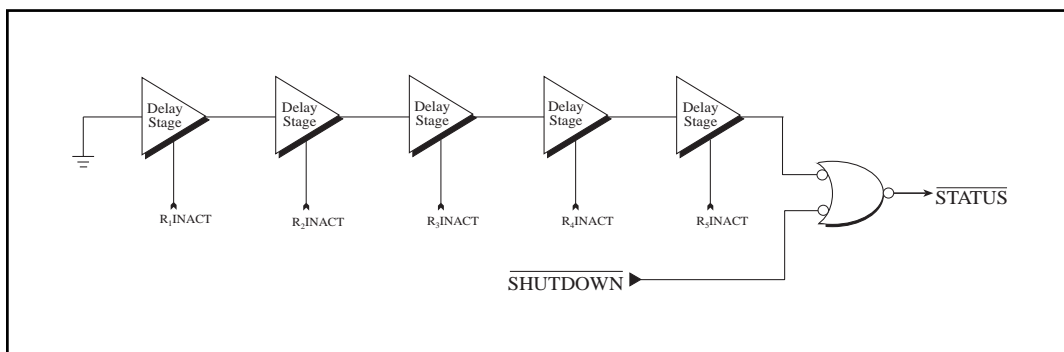 Delay
Stage
Delay
Stage
Delay
Stage
Delay
Stage
Delay
Stage
R₁INACT
R₂INACT
R₃INACT
R₄INACT
R₅INACT
STATUS
SHUTDOWN